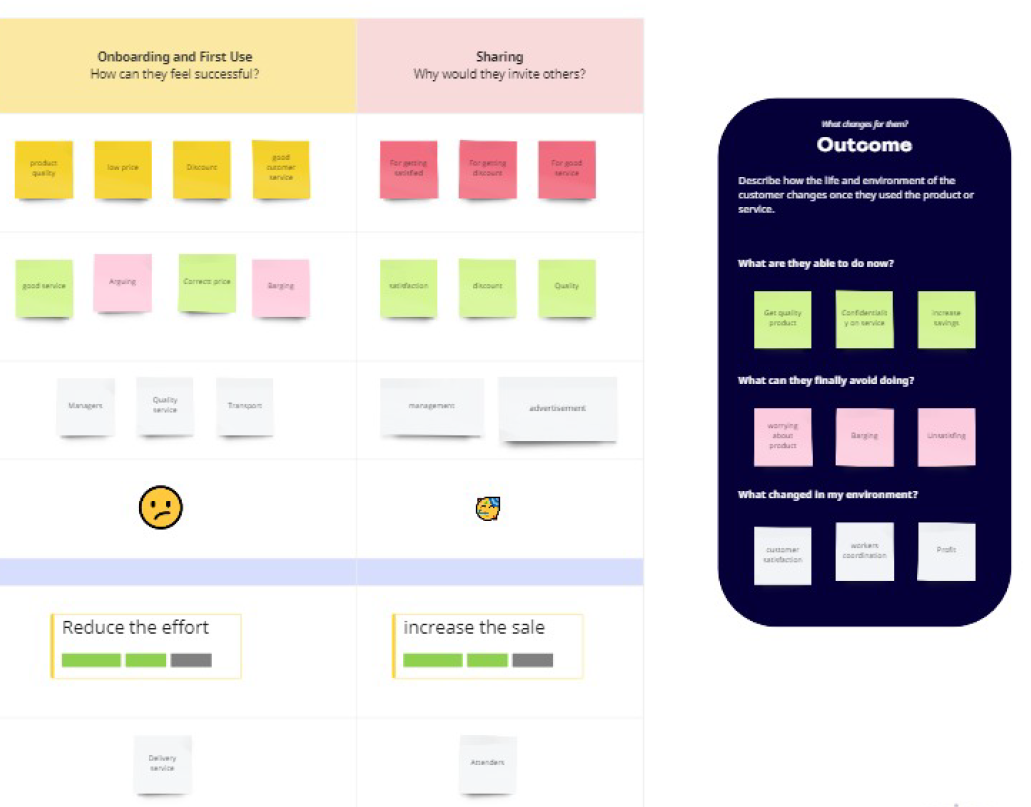 Onboarding and First Use
How can they feel successful?
Sharing
Why would they invite others?
product
quality
low price
Discount
good
cutomer
service
For getting
satisfied
For getting
discount
For good
service
good service
Arguing
Correcto price
Barging
satisfaction
discount
Quality
Managers
Quality
service
Transport
management
advertisement
Reduce the effort
increase the sale
Delivery
service
Attenders
What changes for them?
Outcome
Describe how the life and environment of the
customer changes once they used the product or
service.
What are they able to do now?
Get quality
product
Confidentialit
y on service
increase
savings
What can they finally avoid doing?
worrying
about
product
Barging
Unsatisfing
What changed in my environment?
customer
satisfaction
workers
coordination
Profit